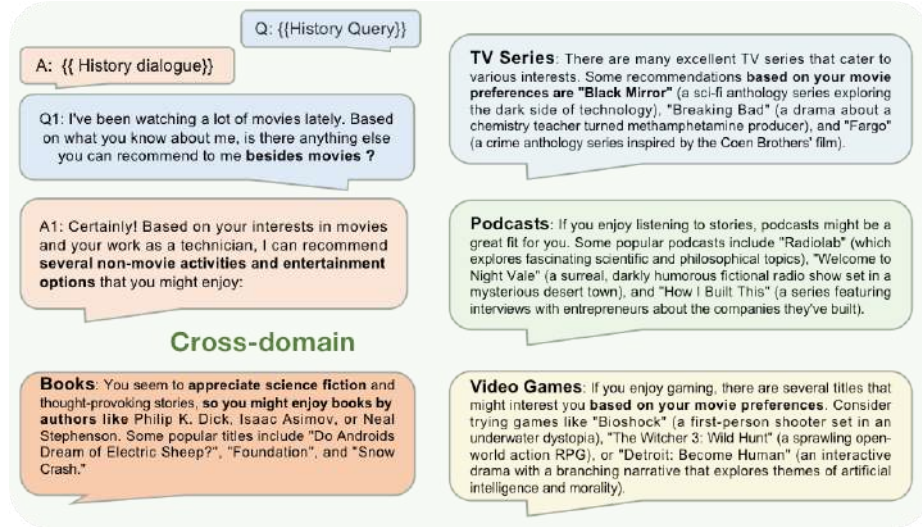 Q: {{History Query}}
A: {{ History dialogue}}
Q1: I've been watching a lot of movies lately. Based
on what you know about me, is there anything else
you can recommend to me besides movies ?
A1: Certainly! Based on your interests in movies
and your work as a technician, I can recommend
several non-movie activities and entertainment
options that you might enjoy:
Cross-domain
Books: You seem to appreciate science fiction and
thought-provoking stories, so you might enjoy books by
authors like Philip K. Dick, Isaac Asimov, or Neal
Stephenson. Some popular titles include "Do Androids
Dream of Electric Sheep?", "Foundation", and "Snow
Crash."
TV Series: There are many excellent TV series that cater to
various interests. Some recommendations based on your movie
preferences are "Black Mirror" (a sci-fi anthology series exploring
the dark side of technology), "Breaking Bad" (a drama about a
chemistry teacher turned methamphetamine producer), and "Fargo"
(a crime anthology series inspired by the Coen Brothers' film).
Podcasts: If you enjoy listening to stories, podcasts might be a
great fit for you. Some popular podcasts include "Radiolab" (which
explores fascinating scientific and philosophical topics), "Welcome to
Night Vale" (a surreal, darkly humorous fictional radio show set in a
mysterious desert town), and "How I Built This" (a series featuring
interviews with entrepreneurs about the companies they've built).
Video Games: If you enjoy gaming, there are several titles that
might interest you based on your movie preferences. Consider
trying games like "Bioshock" (a first-person shooter set in an
underwater dystopia), "The Witcher 3: Wild Hunt" (a sprawling open-
world action RPG), or "Detroit: Become Human" (an interactive
drama with a branching narrative that explores themes of artificial
intelligence and morality).